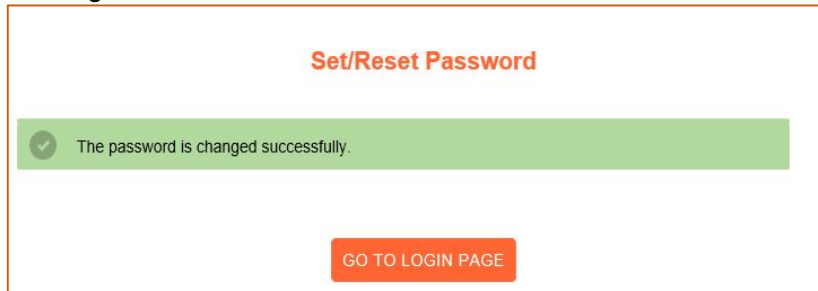 Set/Reset Password
The password is changed successfully.
GO TO LOGIN PAGE